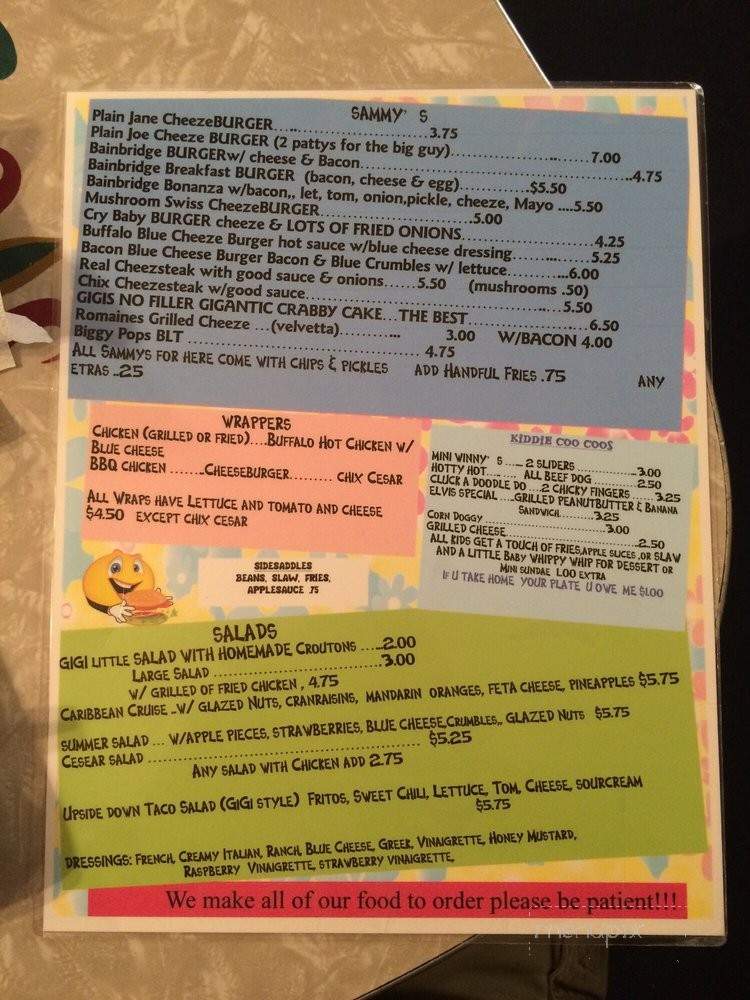 SAMMY' S
Plain Jane CheezeBURGER.....................................3.75
Plain Joe Cheeze BURGER (2 pattys for the big guy)...........................7.00
Bainbridge BURGERw/ cheese & Bacon...............................................4.75
Bainbridge Breakfast BURGER (bacon, cheese & egg).............$5.50
Bainbridge Bonanza w/bacon,, let, tom, onion,pickle, cheeze, Mayo ....5.50
Mushroom Swiss CheezeBURGER............................5.00
Cry Baby BURGER cheeze & LOTS OF FRIED ONIONS.........................4.25
Buffalo Blue Cheeze Burger hot sauce w/blue cheese dressing...............5.25
Bacon Blue Cheese Burger Bacon & Blue Crumbles w/ lettuce............6.00
Real Cheezsteak with good sauce & onions......5.50 (mushrooms .50)
Chix Cheezesteak w/good sauce..............................................5.50
GIGIS NO FILLER GIGANTIC CRABBY CAKE...THE BEST......................6.50
Romaines Grilled Cheeze ...(velvetta)............... 3.00 W/BACON 4.00
Biggy Pops BLT .......................................... 4.75
ALL SAMMYS FOR HERE COME WITH CHIPS & PICKLES ADD HANDFUL FRIES .75 ANY
ETRAS ..25
WRAPPERS
CHICKEN (GRILLED OR FRIED)....BUFFALO HOT CHICKEN W/
BLUE CHEESE
BBQ CHICKEN ........CHEESEBURGER.......... CHIX CESAR
ALL WRAPS HAVE LETTUCE AND TOMATO AND CHEESE
$4.50 EXCEPT CHIX CESAR
KIDDIE COO COOS
MINI WINNY' S ..... 2 SLIDERS .................3.00
HOTTY HOT.......... ALL BEEF DOG .............2.50
CLUCK A DOODLE DO ...2 CHICKY FINGERS .......3.25
ELVIS SPECIAL ....GRILLED PEANUTBUTTER & BANANA
SANDWICH..........3.25
CORN DOGGY ..............................3.00
GRILLED CHEESE..................................2.50
ALL KIDS GET A TOUCH OF FRIES,APPLE SLICES ,OR SLAW
AND A LITTLE BABY WHIPPY WHIP FOR DESSERT OR
MINI SUNDAE 1.00 EXTRA
IF U TAKE HOME YOUR PLATE U OWE ME $1.00
SIDESADDLES
BEANS, SLAW, FRIES,
APPLESAUCE .75
SALADS
GIGI LITTLE SALAD WITH HOMEMADE CROUTONS .....2.00
LARGE SALAD ..................................3.00
W/ GRILLED OF FRIED CHICKEN , 4.75
CARIBBEAN CRUISE ..W/ GLAZED NUTS, CRANRAISINS, MANDARIN ORANGES, FETA CHEESE, PINEAPPLES $5.75
SUMMER SALAD ... W/APPLE PIECES, STRAWBERRIES, BLUE CHEESE,CRUMBLES,, GLAZED NUTS $5.75
CESEAR SALAD ............................................. $5.25
ANY SALAD WITH CHICKEN ADD 2.75
UPSIDE DOWN TACO SALAD (GIGI STYLE) FRITOS, SWEET CHILI, LETTUCE, TOM, CHEESE, SOURCREAM
$5.75
DRESSINGS: FRENCH, CREAMY ITALIAN, RANCH, BLUE CHEESE, GREEK, VINAIGRETTE, HONEY MUSTARD,
RASPBERRY VINAIGRETTE, STRAWBERRY VINAIGRETTE,
We make all of our food to order please be patient!!!